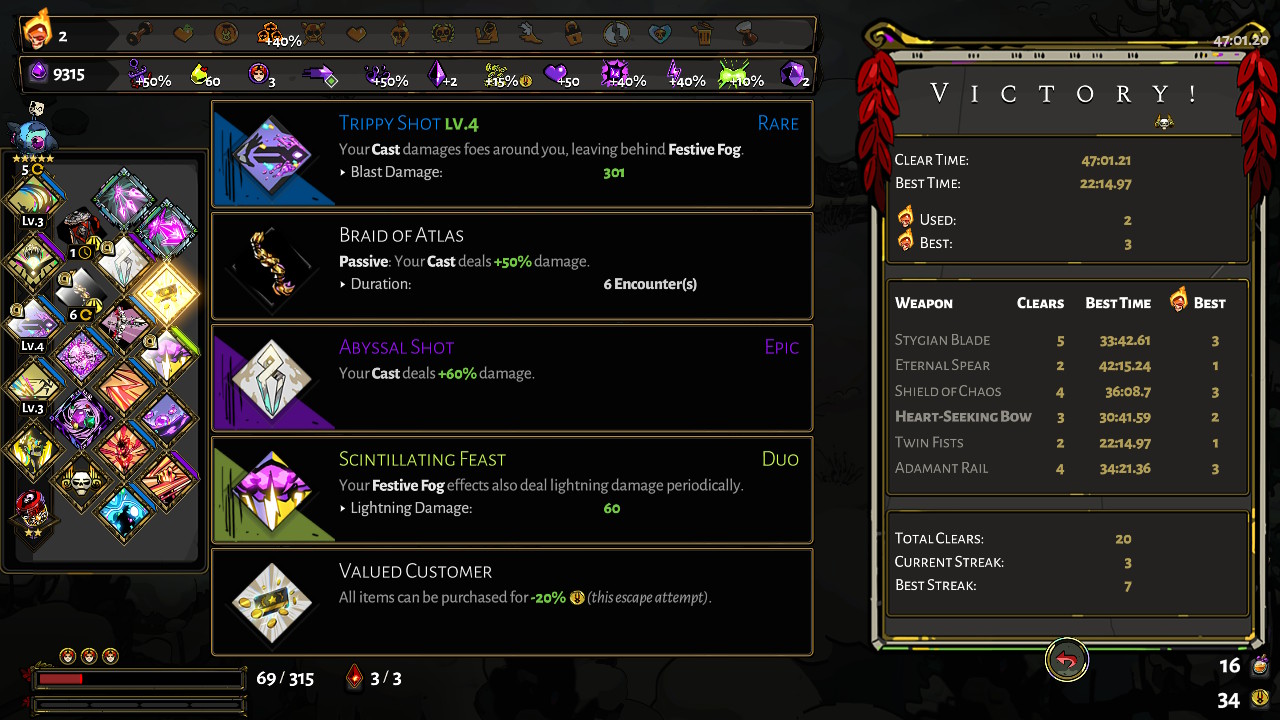 2
+40%
47:01.20
9315
+50%
60
3
+50%
+2
+15%
+50
+40%
+40%
+10%
2
5
Lv.3
1
6
Lv.4
Lv.3
Trippy Shot Lv.4
Rare
Your Cast damages foes around you, leaving behind Festive Fog.
Blast Damage: 301
Braid of Atlas
Passive: Your Cast deals +50% damage.
Duration: 6 Encounter(s)
Abyssal Shot
Epic
Your Cast deals +60% damage.
Scintillating Feast
Duo
Your Festive Fog effects also deal lightning damage periodically.
Lightning Damage: 60
Valued Customer
All items can be purchased for -20% (this escape attempt).
69 / 315
3 / 3
Victory!
Clear Time: 47:01.21
Best Time: 22:14.97
Used: 2
Best: 3
Weapon Clears Best Time Best
Stygian Blade 5 33:42.61 3
Eternal Spear 2 42:15.24 1
Shield of Chaos 4 36:08.7 3
Heart-Seeking Bow 3 30:41.59 2
Twin Fists 2 22:14.97 1
Adamant Rail 4 34:21.36 3
Total Clears: 20
Current Streak: 3
Best Streak: 7
16
34